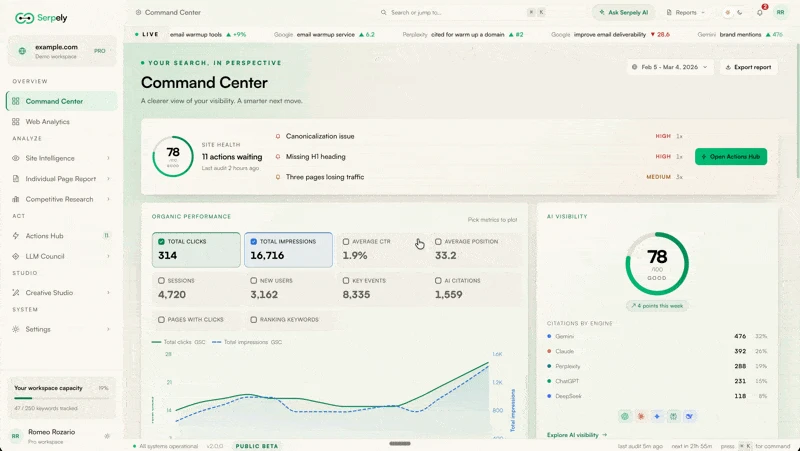 Serpely
example.com
Demo workspace
PRO
OVERVIEW
Command Center
Web Analytics
ANALYZE
Site Intelligence
Individual Page Report
Competitive Research
ACT
Actions Hub 11
LLM Council
STUDIO
Creative Studio
SYSTEM
Settings
Your workspace capacity 19%
47 / 250 keywords tracked
RR
Romeo Rozario
Pro workspace
Command Center
Search or jump to...
⌘ K
Ask Serpely AI
Reports
2
RR
LIVE
email warmup tools ▲ +9%
Google email warmup service ▲ 6.2
Perplexity cited for warm up a domain ▲ #2
Google improve email deliverability ▼ 28.6
Gemini brand mentions ▲ 476
YOUR SEARCH, IN PERSPECTIVE
Command Center
A clearer view of your visibility. A smarter next move.
Feb 5 - Mar 4, 2026
Export report
78
/100
GOOD
SITE HEALTH
11 actions waiting
Last audit 2 hours ago
Canonicalization issue HIGH 1x
Missing H1 heading HIGH 1x
Three pages losing traffic MEDIUM 3x
Open Actions Hub
ORGANIC PERFORMANCE
Pick metrics to plot
TOTAL CLICKS
314
TOTAL IMPRESSIONS
16,716
AVERAGE CTR
1.9%
AVERAGE POSITION
33.2
SESSIONS
4,720
NEW USERS
3,162
KEY EVENTS
8,335
AI CITATIONS
1,559
PAGES WITH CLICKS
RANKING KEYWORDS
Total clicks GSC
Total impressions GSC
28
21
14
1.6K
1.2K
800
400
Total impressions
AI VISIBILITY
78
/100
GOOD
↗ 4 points this week
CITATIONS BY ENGINE
Gemini 476 32%
Claude 392 26%
Perplexity 288 19%
ChatGPT 231 15%
DeepSeek 118 8%
Explore AI visibility →
All systems operational
v2.0.0
PUBLIC BETA
last audit 5m ago
next in 21h 55m
press ⌘ K for command